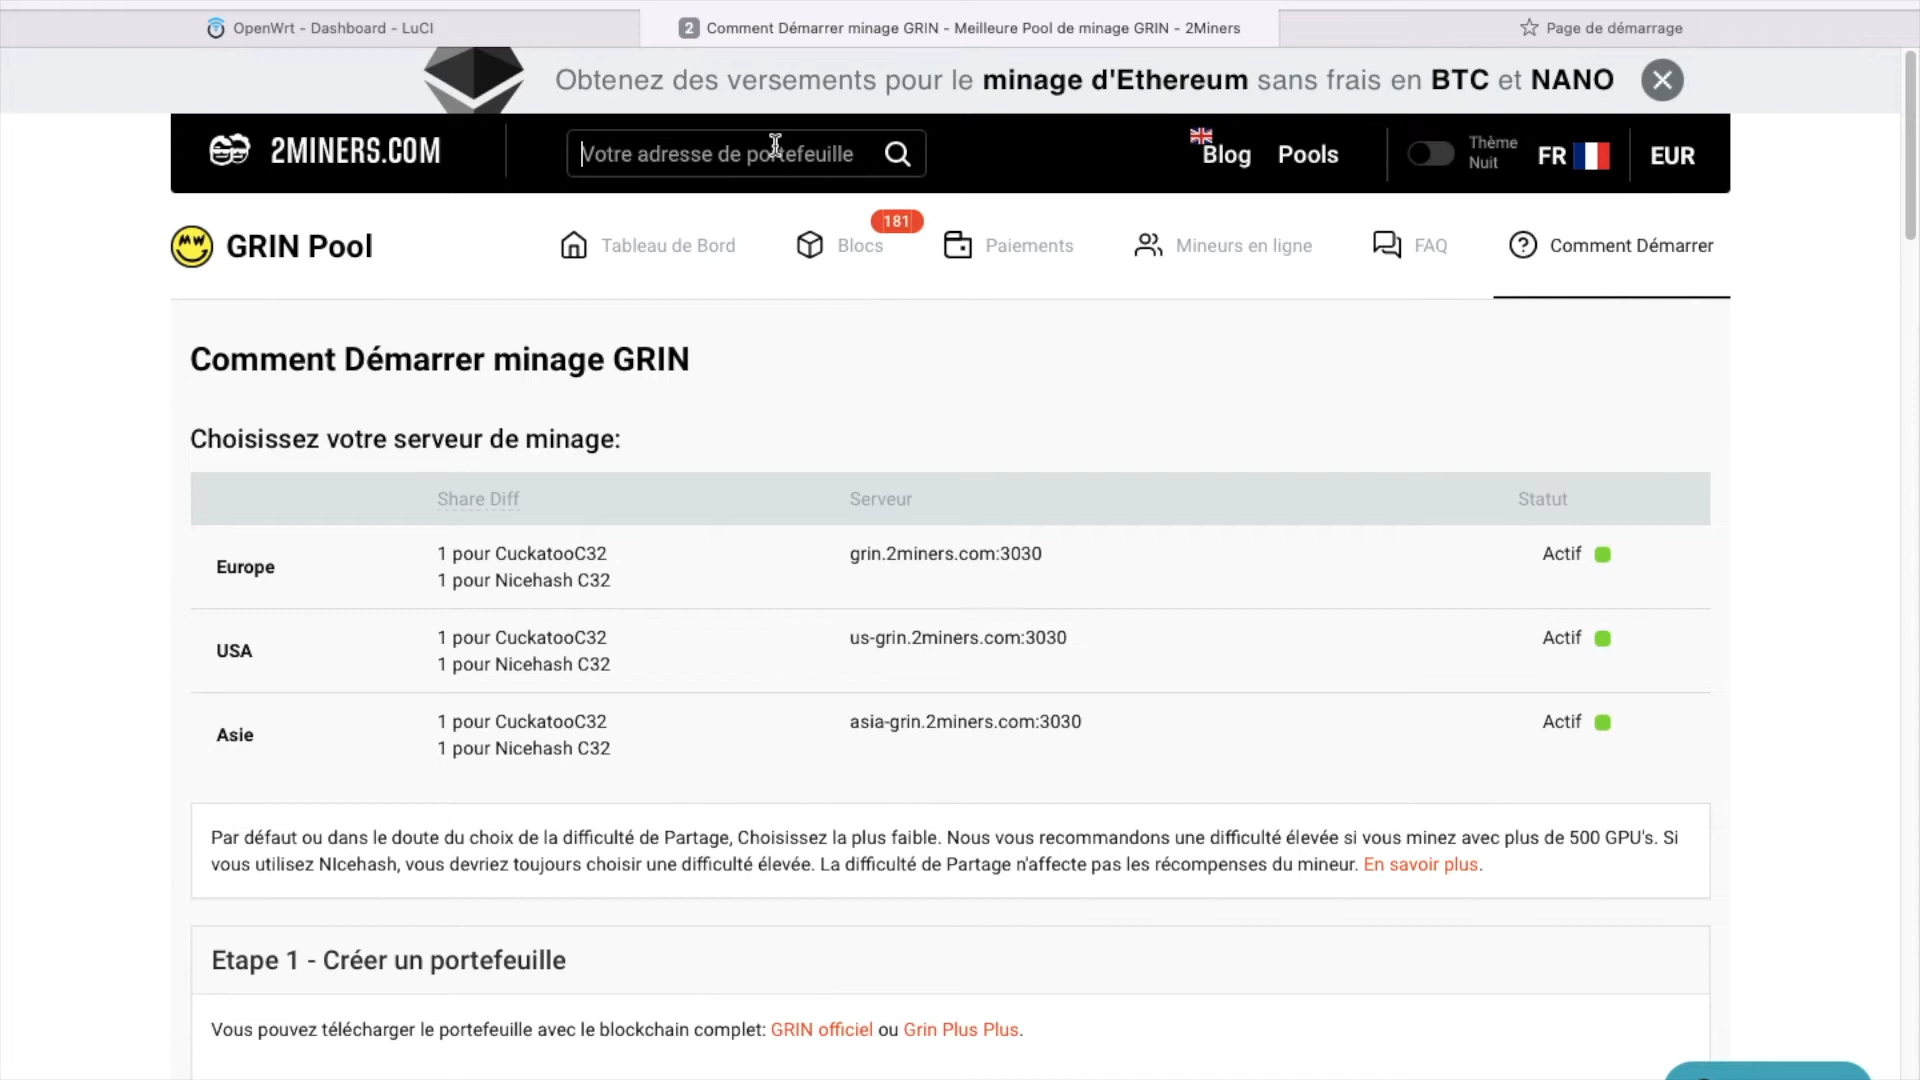 OpenWrt - Dashboard - LuCI
2 Comment Démarrer minage GRIN - Meilleure Pool de minage GRIN - 2Miners
Page de démarrage
Obtenez des versements pour le minage d'Ethereum sans frais en BTC et NANO
2MINERS.COM
Votre adresse de portefeuille
Blog
Pools
Thème
Nuit
FR
EUR
MW
GRIN Pool
Tableau de Bord
Blocs
181
Paiements
Mineurs en ligne
FAQ
Comment Démarrer
Comment Démarrer minage GRIN
Choisissez votre serveur de minage:
Share Diff Serveur Statut
Europe
1 pour CuckatooC32
1 pour Nicehash C32
grin.2miners.com:3030
Actif
USA
1 pour CuckatooC32
1 pour Nicehash C32
us-grin.2miners.com:3030
Actif
Asie
1 pour CuckatooC32
1 pour Nicehash C32
asia-grin.2miners.com:3030
Actif
Par défaut ou dans le doute du choix de la difficulté de Partage, Choisissez la plus faible. Nous vous recommandons une difficulté élevée si vous minez avec plus de 500 GPU's. Si
vous utilisez NIcehash, vous devriez toujours choisir une difficulté élevée. La difficulté de Partage n'affecte pas les récompenses du mineur. En savoir plus.
Etape 1 - Créer un portefeuille
Vous pouvez télécharger le portefeuille avec le blockchain complet: GRIN officiel ou Grin Plus Plus.